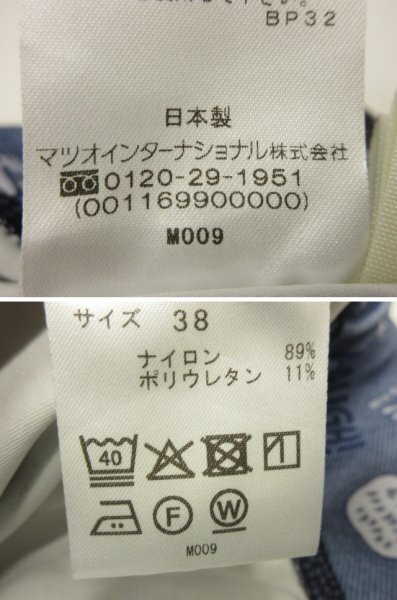 BP32
日本製
マツオインターナショナル株式会社
0120-29-1951
(001169900000)
M009
サイズ 38
ナイロン 89%
ポリウレタン 11%
40
F W
M009